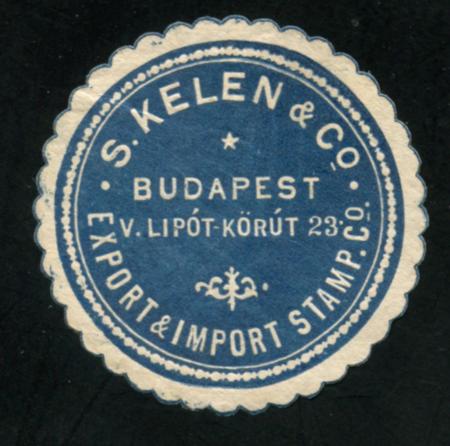 S. KELEN & Co.
BUDAPEST
V. LIPÓT-KÖRÚT 23.
EXPORT & IMPORT STAMP. Co.